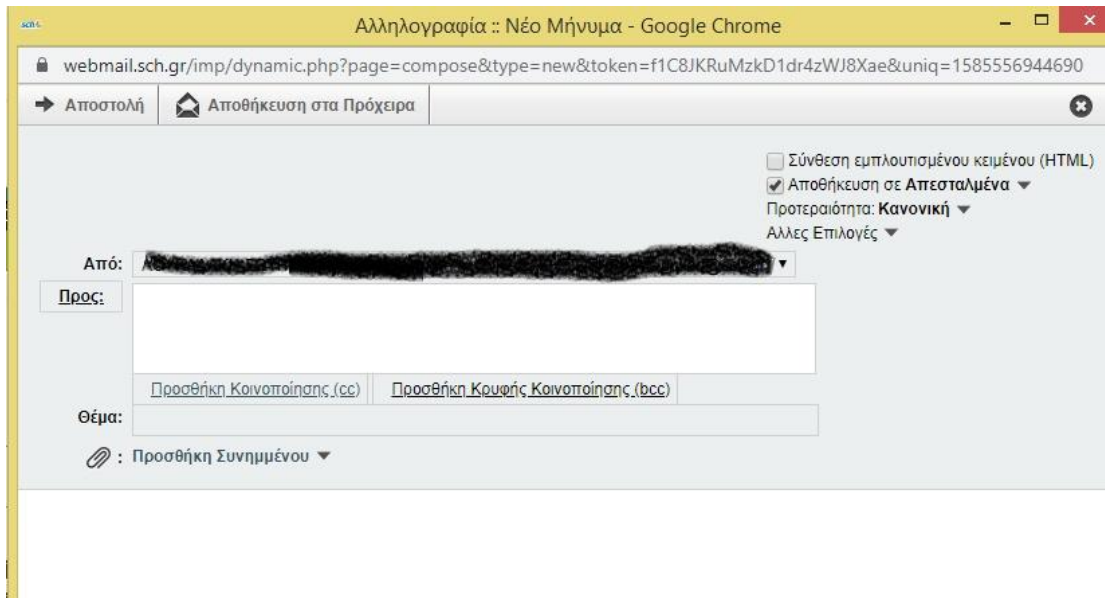 Αλληλογραφία :: Νέο Μήνυμα - Google Chrome
webmail.sch.gr/imp/dynamic.php?page=compose&type=new&token=f1C8JKRuMzkD1dr4zWJ8Xae&uniq=1585556944690
Αποστολή Αποθήκευση στα Πρόχειρα
Σύνθεση εμπλουτισμένου κειμένου (HTML)
Αποθήκευση σε Απεσταλμένα
Προτεραιότητα: Κανονική
Αλλες Επιλογές
Από:
Προς:
Προσθήκη Κοινοποίησης (cc) Προσθήκη Κρυφής Κοινοποίησης (bcc)
Θέμα:
: Προσθήκη Συνημμένου